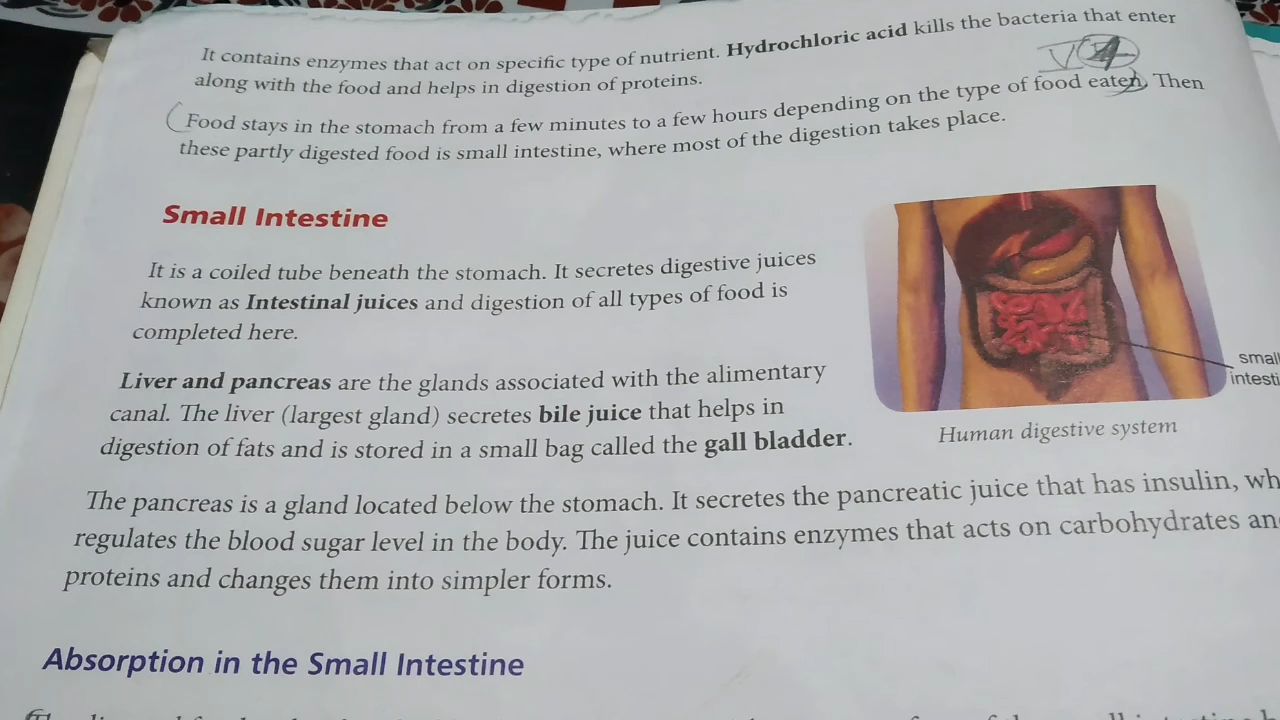 It contains enzymes that act on specific type of nutrient. Hydrochloric acid kills the bacteria that enter
along with the food and helps in digestion of proteins.
Food stays in the stomach from a few minutes to a few hours depending on the type of food eaten. Then
these partly digested food is small intestine, where most of the digestion takes place.
Small Intestine
It is a coiled tube beneath the stomach. It secretes digestive juices
known as Intestinal juices and digestion of all types of food is
completed here.
Liver and pancreas are the glands associated with the alimentary
canal. The liver (largest gland) secretes bile juice that helps in
digestion of fats and is stored in a small bag called the gall bladder.
small
intesti
Human digestive system
The pancreas is a gland located below the stomach. It secretes the pancreatic juice that has insulin, wh
regulates the blood sugar level in the body. The juice contains enzymes that acts on carbohydrates an
proteins and changes them into simpler forms.
Absorption in the Small Intestine